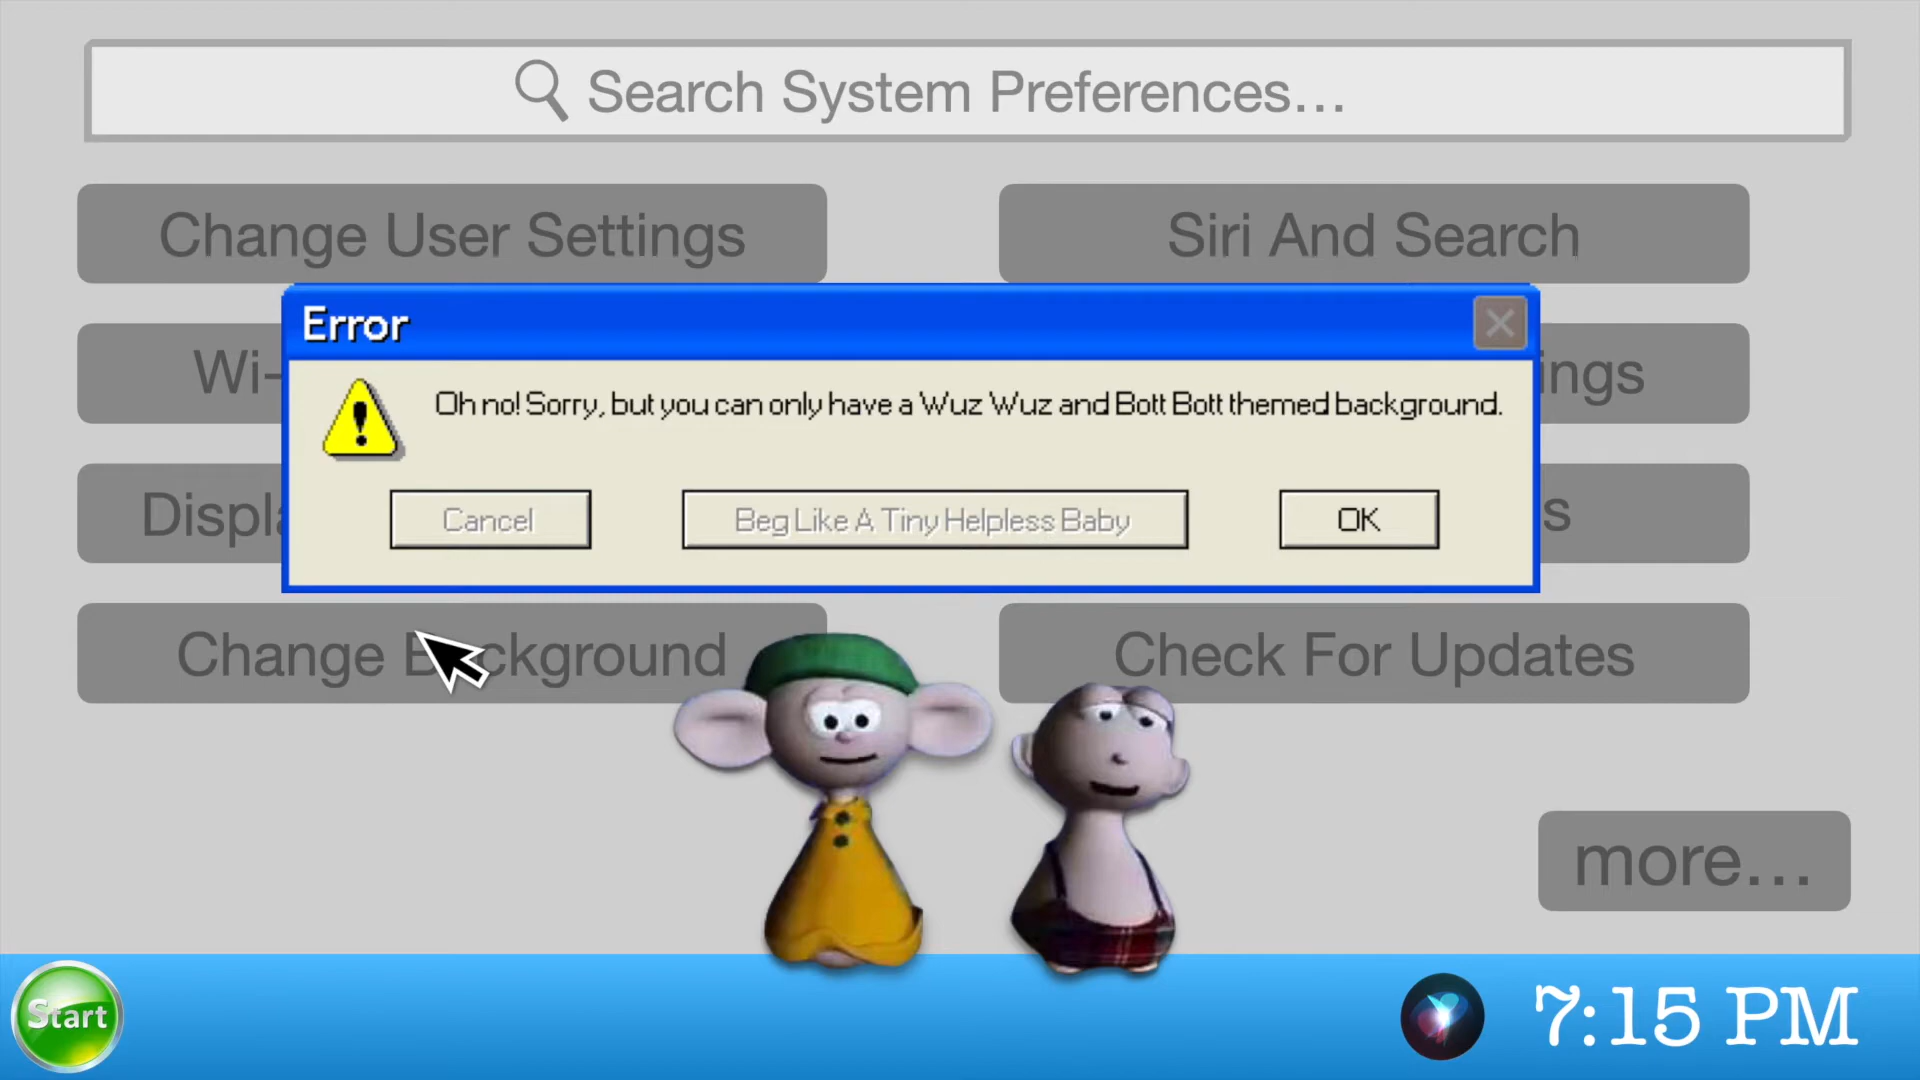 Search System Preferences...
Change User Settings
Siri And Search
Error
Wi-
ings
Oh no! Sorry, but you can only have a Wuz Wuz and Bott Bott themed background.
Displa
s
Cancel
Beg Like A Tiny Helpless Baby
OK
Change B ckground
Check For Updates
more...
Start
7:15 PM